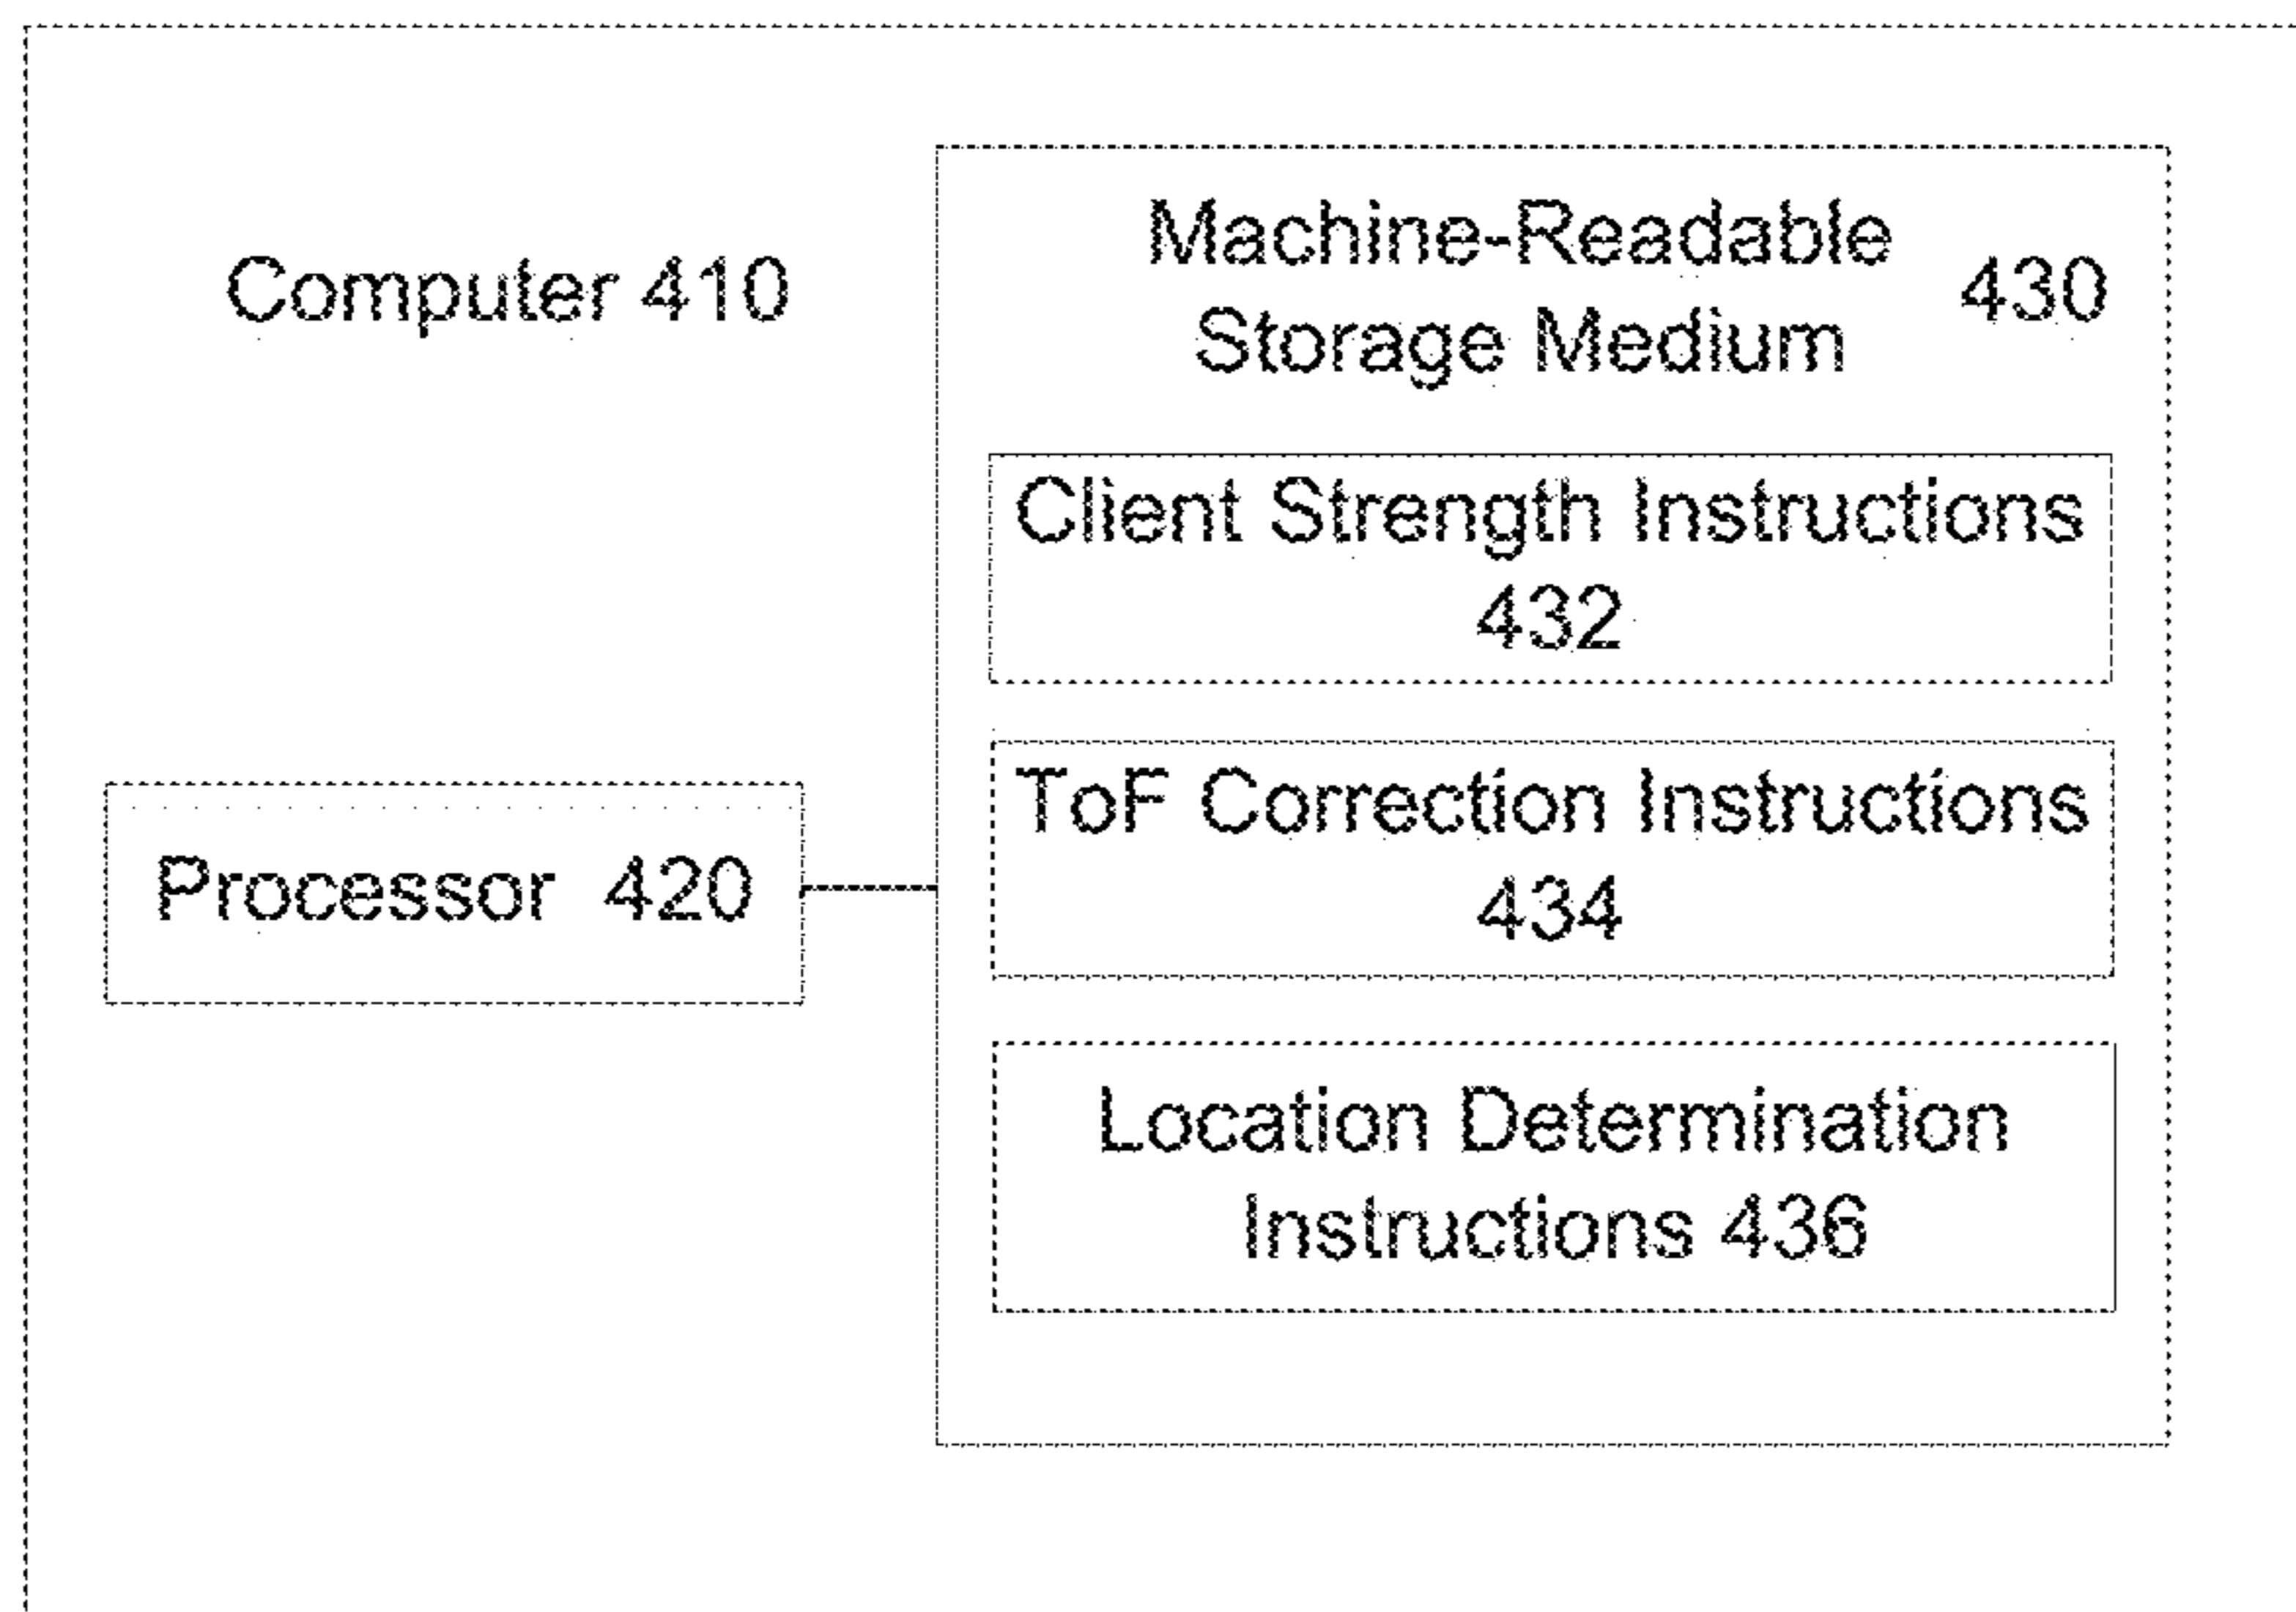 Computer 410
Machine-Readable
Storage Medium
430
Client Strength Instructions
432
ToF Correction Instructions
434
Processor 420
Location Determination
Instructions 436